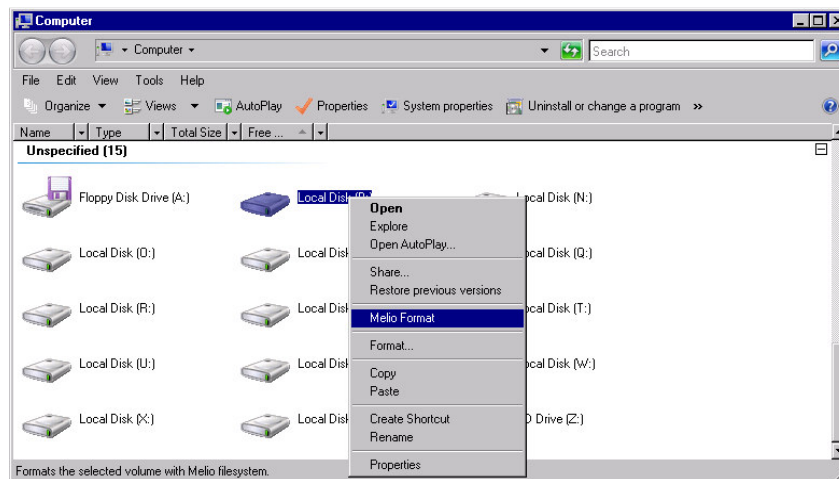 Computer
Computer
Search
File Edit View Tools Help
Organize Views AutoPlay Properties System properties Uninstall or change a program »
Name Type Total Size Free ...
Unspecified (15)
Floppy Disk Drive (A:) Local Disk Local Disk (N:)
Open
Explore
Open AutoPlay...
Local Disk (O:) Local Disk Local Disk (Q:)
Share...
Restore previous versions
Local Disk (R:) Local Disk Local Disk (T:)
Melio Format
Format...
Local Disk (U:) Local Disk Local Disk (W:)
Copy
Paste
Local Disk (X:) Local Disk D Drive (Z:)
Create Shortcut
Rename
Properties
Formats the selected volume with Melio filesystem.